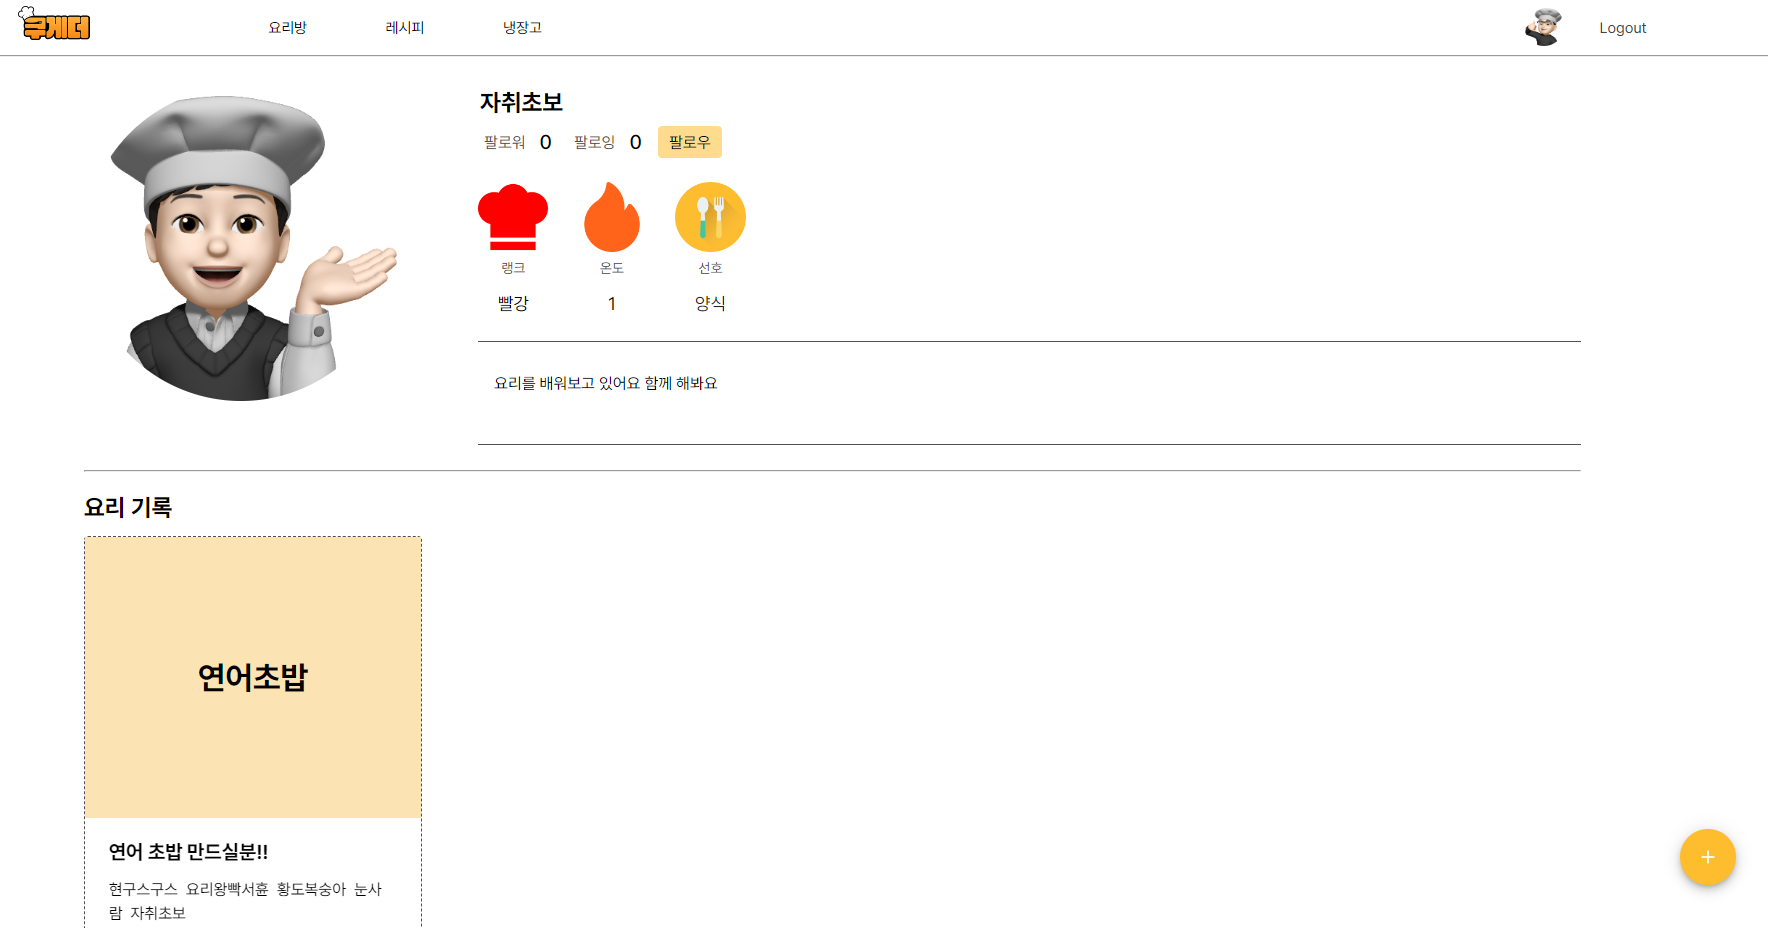 쿠게더 요리방 레시피 냉장고 Logout
자취초보
팔로워 0 팔로잉 0 팔로우
랭크 온도 선호
빨강 1 양식
요리를 배워보고 있어요 함께 해봐요
요리 기록
연어초밥
연어 초밥 만드실분!!
현구스구스 요리왕빡서휸 황도복숭아 눈사
람 자취초보
+